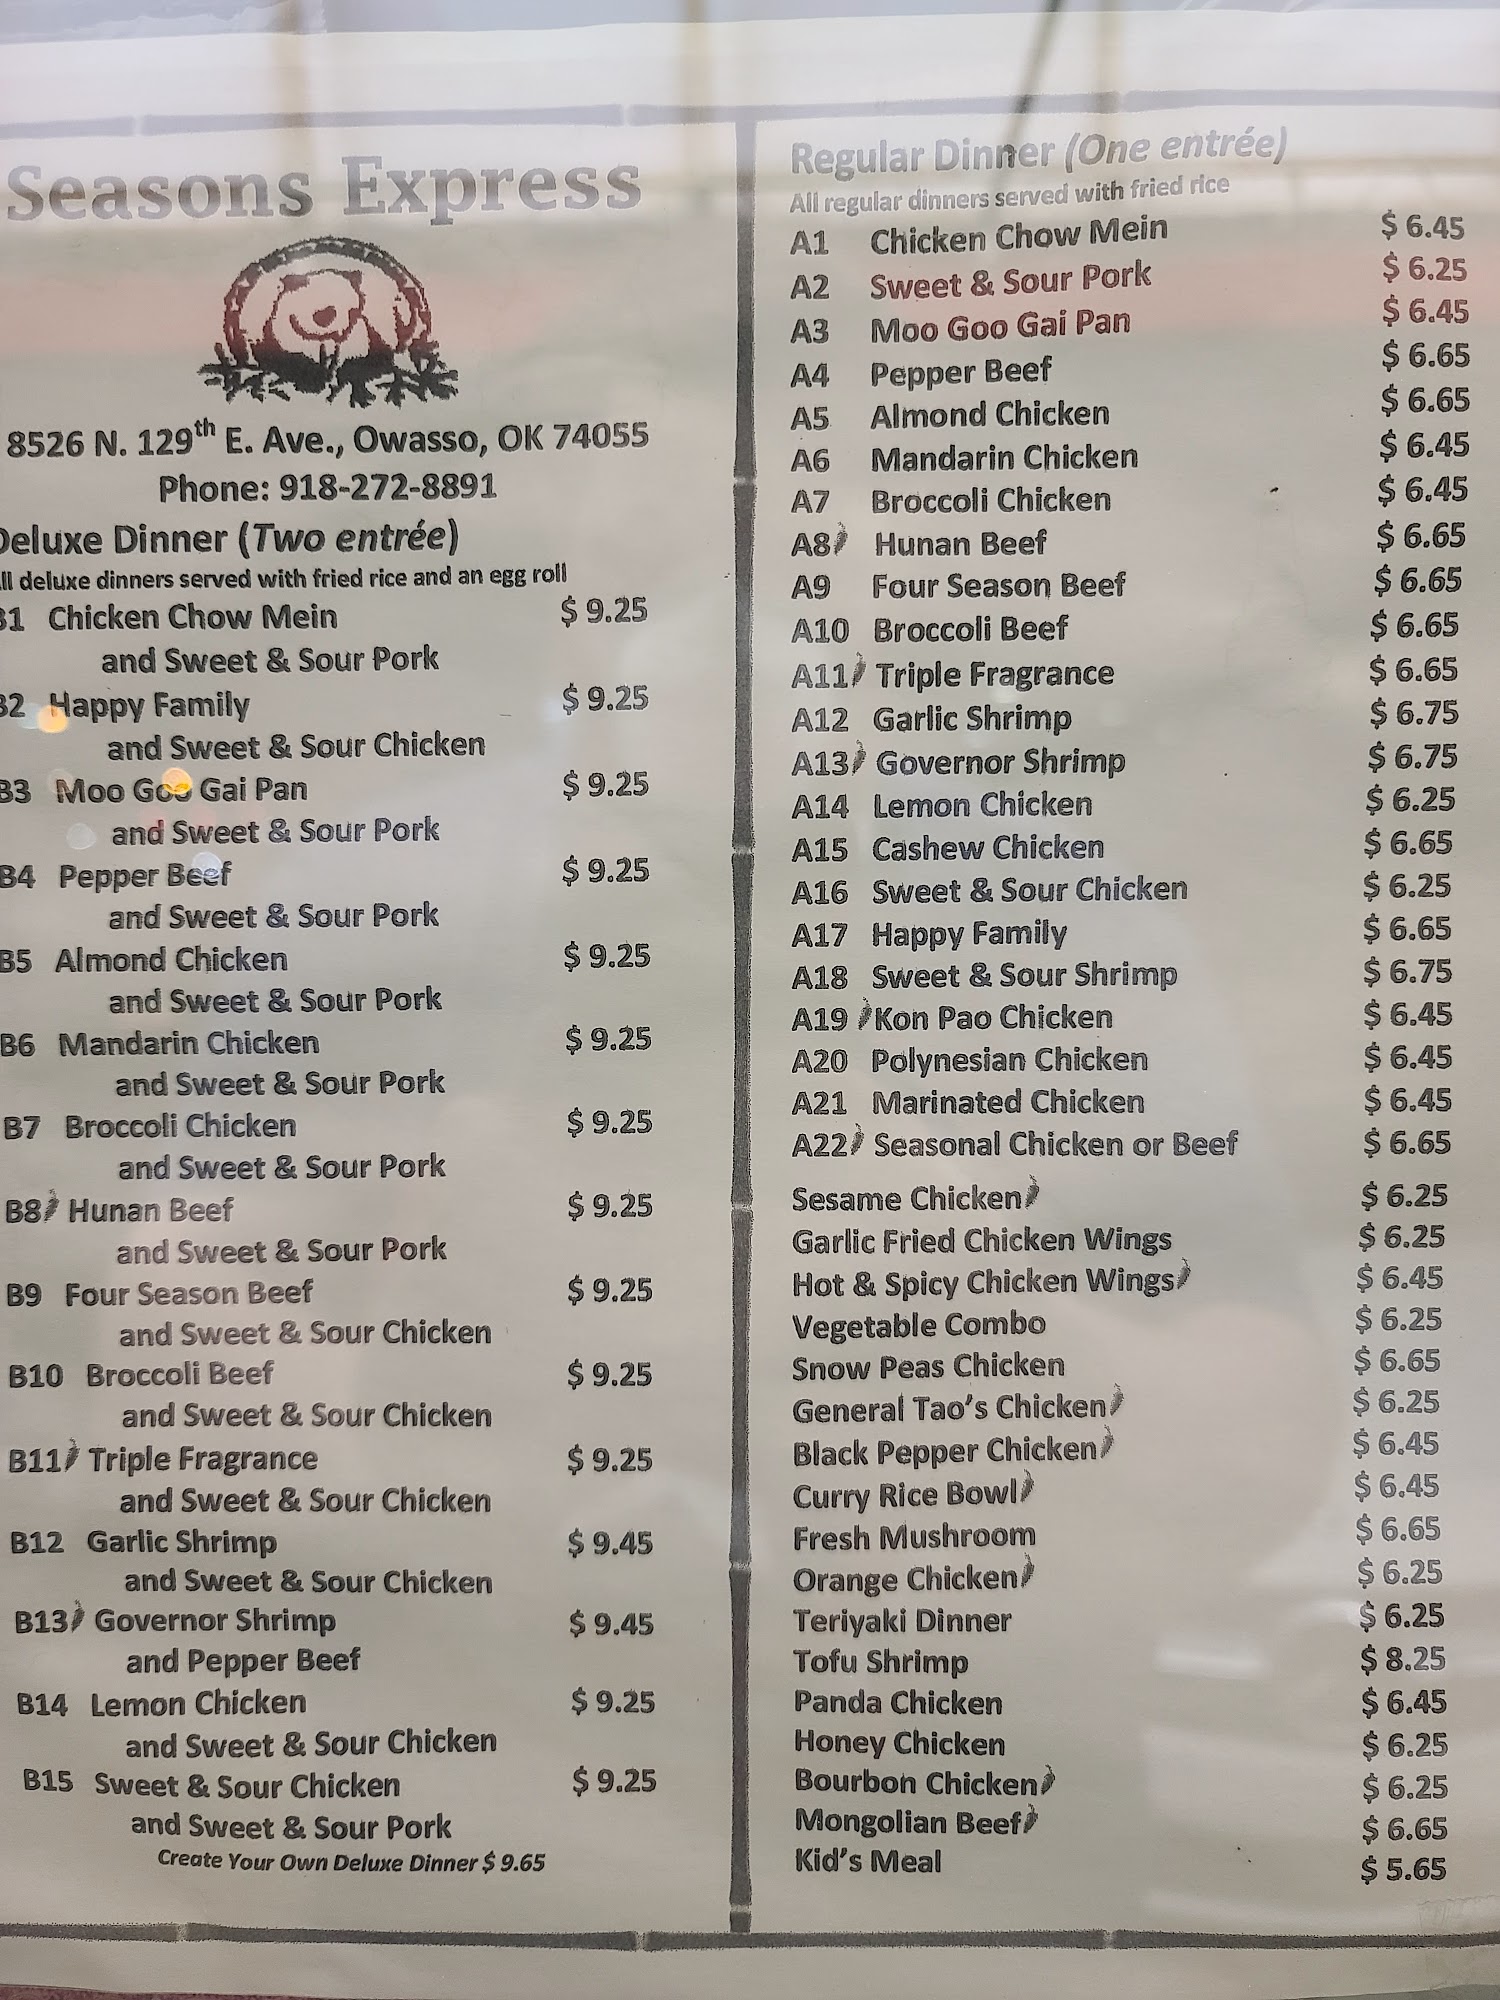 Seasons Express
8526 N. 129th E. Ave., Owasso, OK 74055
Phone: 918-272-8891
Deluxe Dinner (Two entrée)
All deluxe dinners served with fried rice and an egg roll
B1 Chicken Chow Mein $ 9.25
and Sweet & Sour Pork
B2 Happy Family $ 9.25
and Sweet & Sour Chicken
B3 Moo Goo Gai Pan $ 9.25
and Sweet & Sour Pork
B4 Pepper Beef $ 9.25
and Sweet & Sour Pork
B5 Almond Chicken $ 9.25
and Sweet & Sour Pork
B6 Mandarin Chicken $ 9.25
and Sweet & Sour Pork
B7 Broccoli Chicken $ 9.25
and Sweet & Sour Pork
B8 Hunan Beef $ 9.25
and Sweet & Sour Pork
B9 Four Season Beef $ 9.25
and Sweet & Sour Chicken
B10 Broccoli Beef $ 9.25
and Sweet & Sour Chicken
B11 Triple Fragrance $ 9.25
and Sweet & Sour Chicken
B12 Garlic Shrimp $ 9.45
and Sweet & Sour Chicken
B13 Governor Shrimp $ 9.45
and Pepper Beef
B14 Lemon Chicken $ 9.25
and Sweet & Sour Chicken
B15 Sweet & Sour Chicken $ 9.25
and Sweet & Sour Pork
Create Your Own Deluxe Dinner $ 9.65
Regular Dinner (One entrée)
All regular dinners served with fried rice
A1 Chicken Chow Mein $ 6.45
A2 Sweet & Sour Pork $ 6.25
A3 Moo Goo Gai Pan $ 6.45
A4 Pepper Beef $ 6.65
A5 Almond Chicken $ 6.65
A6 Mandarin Chicken $ 6.45
A7 Broccoli Chicken $ 6.45
A8 Hunan Beef $ 6.65
A9 Four Season Beef $ 6.65
A10 Broccoli Beef $ 6.65
A11 Triple Fragrance $ 6.65
A12 Garlic Shrimp $ 6.75
A13 Governor Shrimp $ 6.75
A14 Lemon Chicken $ 6.25
A15 Cashew Chicken $ 6.65
A16 Sweet & Sour Chicken $ 6.25
A17 Happy Family $ 6.65
A18 Sweet & Sour Shrimp $ 6.75
A19 Kon Pao Chicken $ 6.45
A20 Polynesian Chicken $ 6.45
A21 Marinated Chicken $ 6.45
A22 Seasonal Chicken or Beef $ 6.65
Sesame Chicken $ 6.25
Garlic Fried Chicken Wings $ 6.25
Hot & Spicy Chicken Wings $ 6.45
Vegetable Combo $ 6.25
Snow Peas Chicken $ 6.65
General Tao's Chicken $ 6.25
Black Pepper Chicken $ 6.45
Curry Rice Bowl $ 6.45
Fresh Mushroom $ 6.65
Orange Chicken $ 6.25
Teriyaki Dinner $ 6.25
Tofu Shrimp $ 8.25
Panda Chicken $ 6.45
Honey Chicken $ 6.25
Bourbon Chicken $ 6.25
Mongolian Beef $ 6.65
Kid's Meal $ 5.65